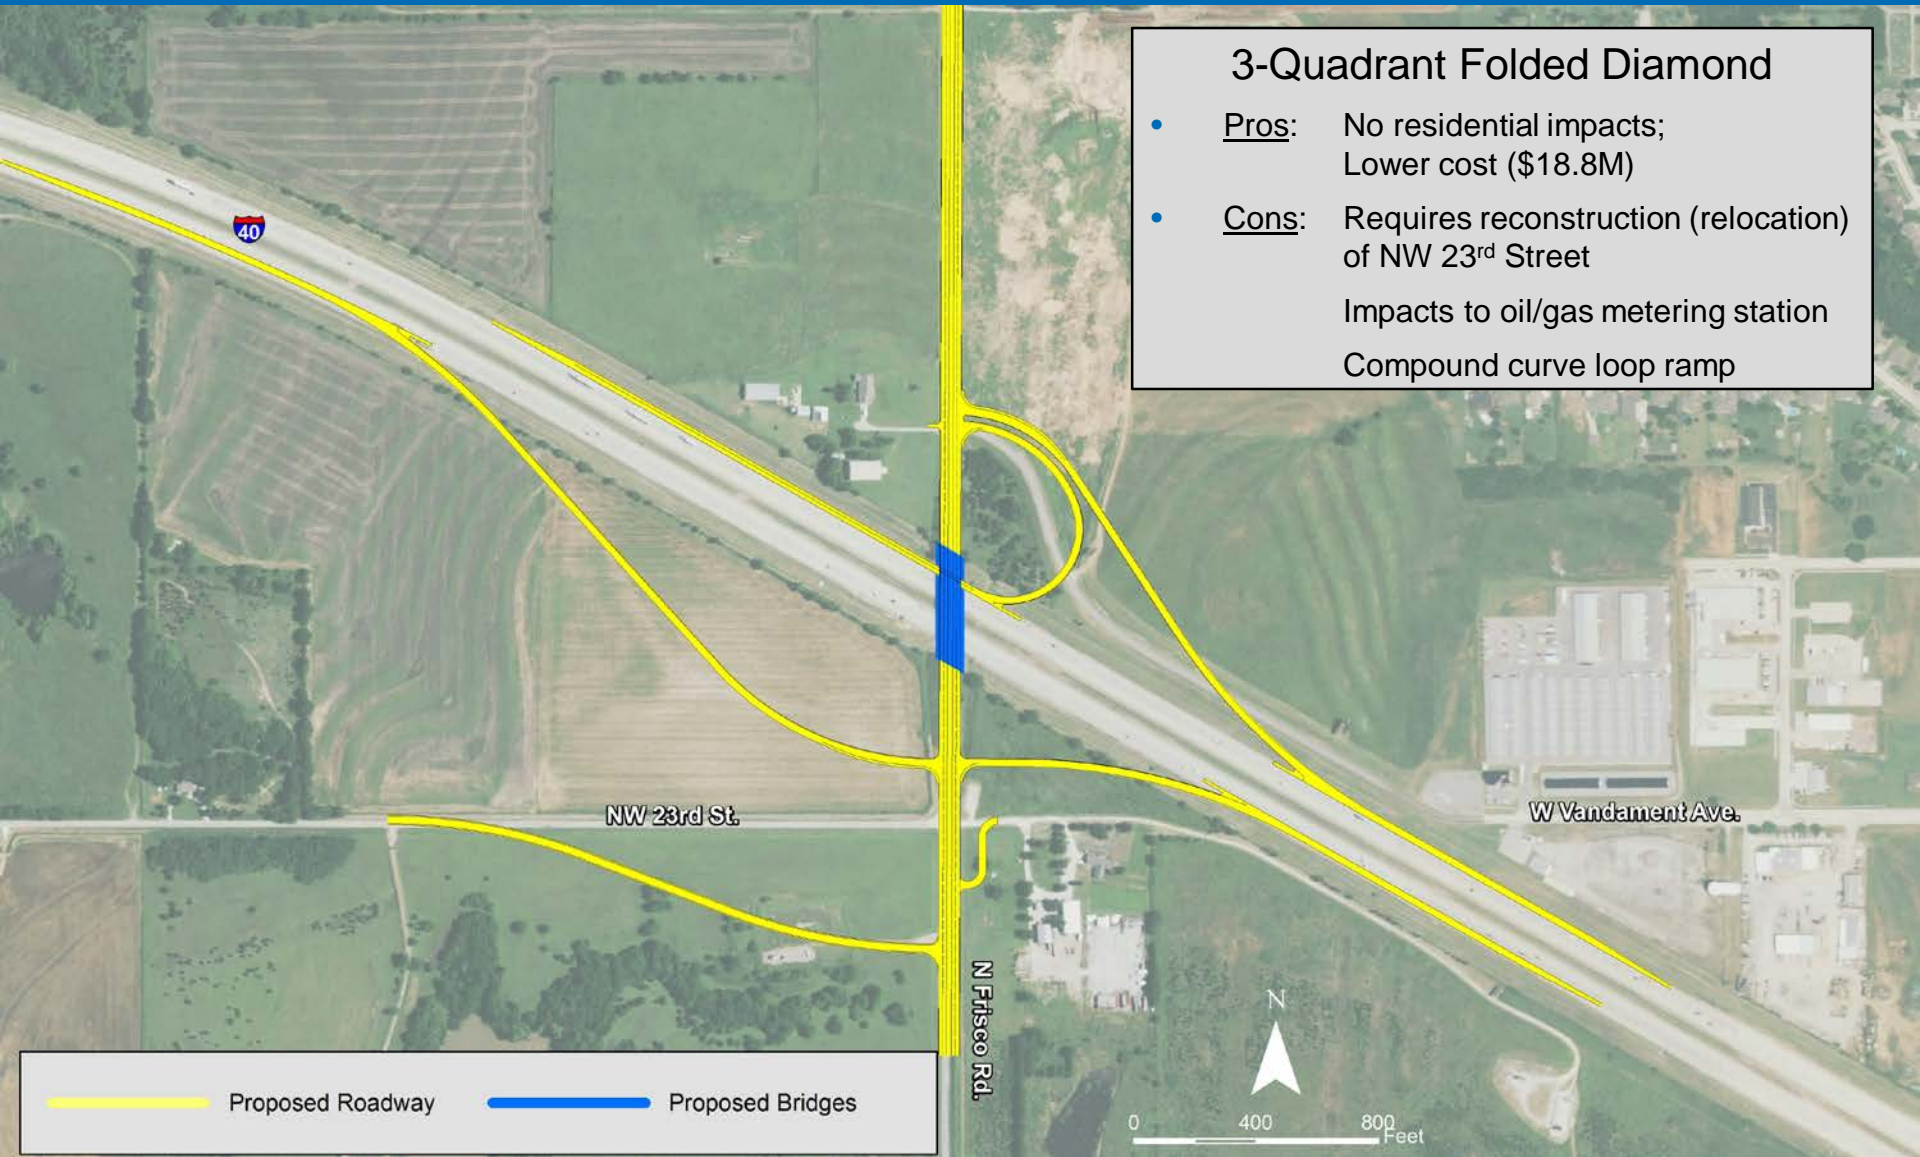 3-Quadrant Folded Diamond
• Pros: No residential impacts;
Lower cost ($18.8M)
• Cons: Requires reconstruction (relocation)
of NW 23rd Street
Impacts to oil/gas metering station
Compound curve loop ramp
40
NW 23rd St.
W Vandament Ave.
N Frisco Rd.
N
0 400 800
Feet
Proposed Roadway Proposed Bridges